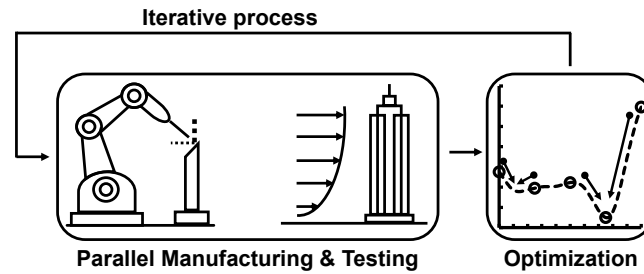 Iterative process
Parallel Manufacturing & Testing
Optimization